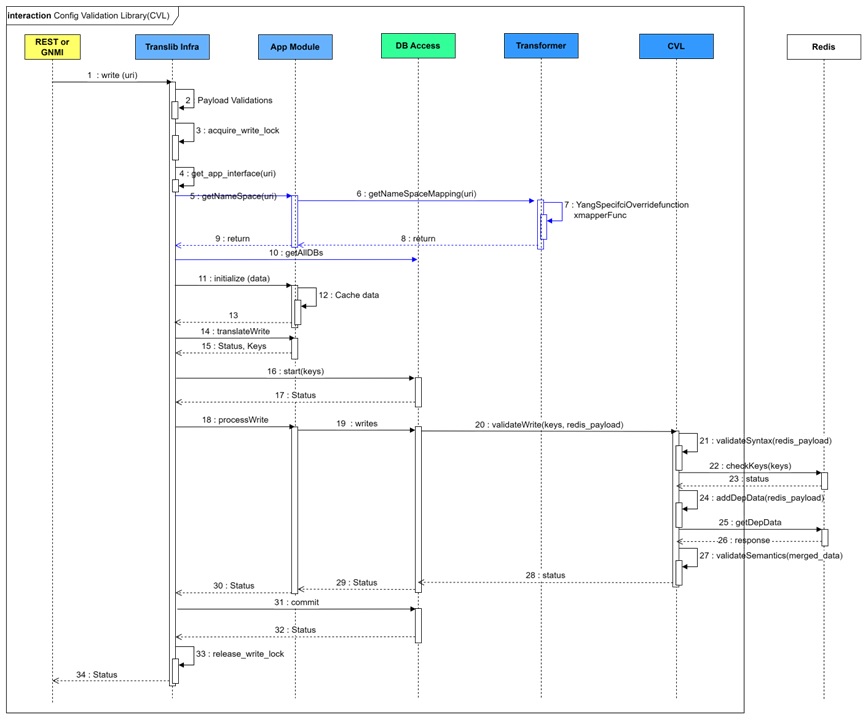 interaction Config Validation Library(CVL)
REST or
GNMI
Translib Infra
App Module
DB Access
Transformer
CVL
Redis
1 : write (uri)
2 Payload Validations
3 : acquire_write_lock
4 : get_app_interface(uri)
5 : getNameSpace(uri)
6 : getNameSpaceMapping(uri)
7 : YangSpecifciOverridefunction
xmapperFunc
8 : return
9 : return
10 : getAllDBs
11 : initialize (data)
12 : Cache data
13
14 : translateWrite
15 : Status, Keys
16 : start(keys)
17 : Status
18 : processWrite
19 : writes
20 : validateWrite(keys, redis_payload)
21 : validateSyntax(redis_payload)
22 : checkKeys(keys)
23 : status
24 : addDepData(redis_payload)
25 : getDepData
26 : response
27 : validateSemantics(merged_data)
28 : status
29 : Status
30 : Status
31 : commit
32 : Status
33 : release_write_lock
34 : Status